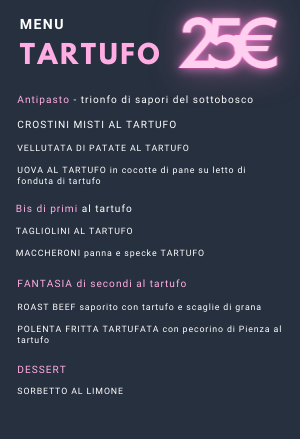 MENU
25€
TARTUFO
Antipasto - trionfo di sapori del sottobosco
CROSTINI MISTI AL TARTUFO
VELLUTATA DI PATATE AL TARTUFO
UOVA AL TARTUFO in cocotte di pane su letto di
fonduta di tartufo
Bis di primi al tartufo
TAGLIOLINI AL TARTUFO
MACCHERONI panna e specke TARTUFO
FANTASIA di secondi al tartufo
ROAST BEEF saporito con tartufo e scaglie di grana
POLENTA FRITTA TARTUFATA con pecorino di Pienza al
tartufo
DESSERT
SORBETTO AL LIMONE